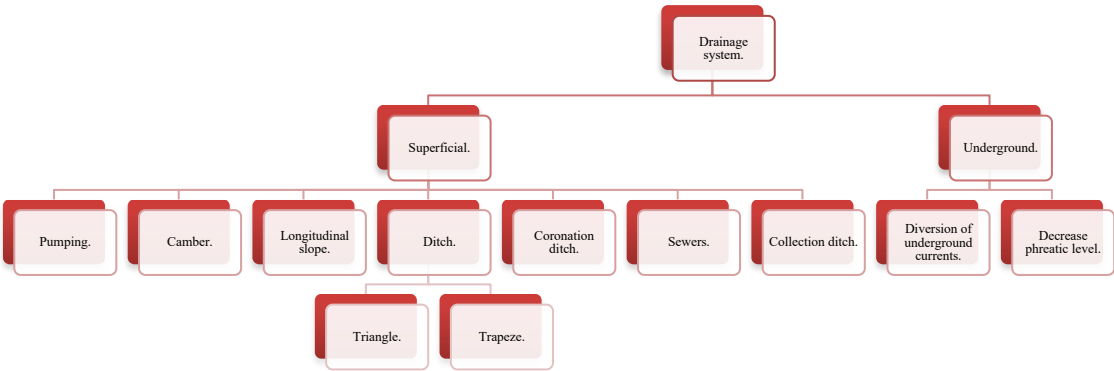 Drainage
system.
Superficial.
Underground.
Pumping.
Camber.
Longitudinal
slope.
Ditch.
Coronation
ditch.
Sewers.
Collection ditch.
Diversion of
underground
currents.
Decrease
phreatic level.
Triangle.
Trapeze.